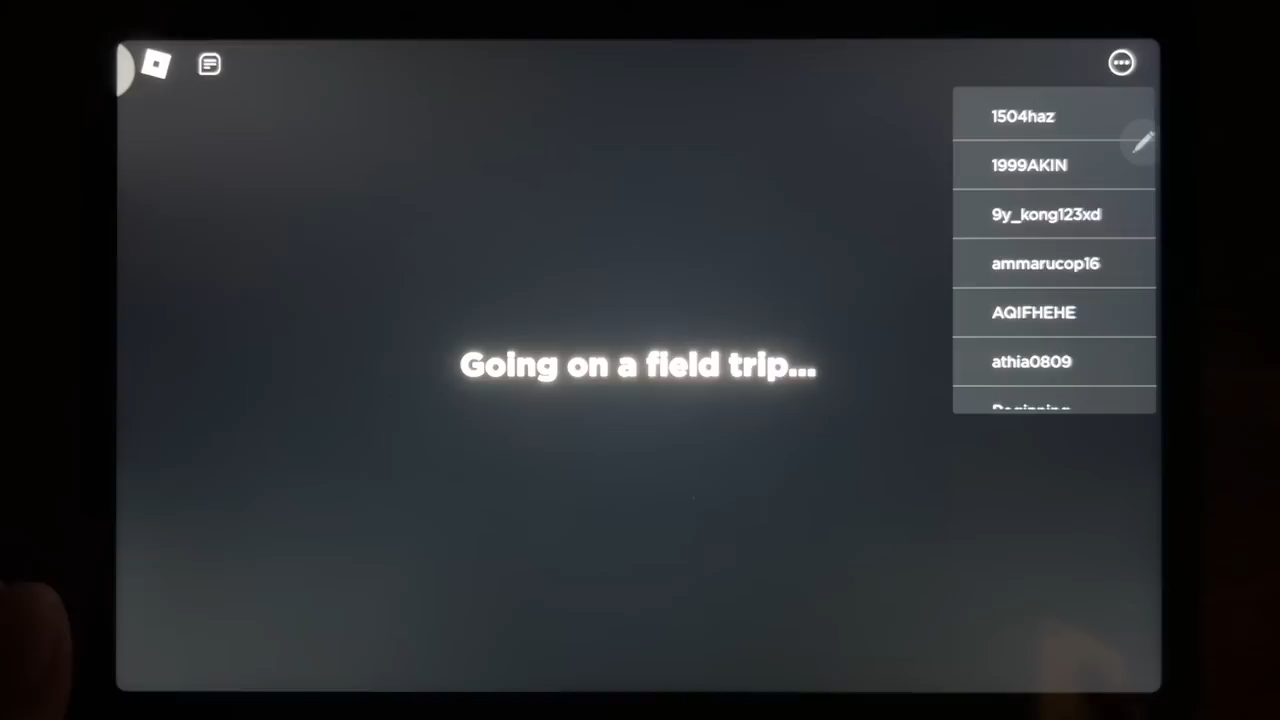 1504haz
1999AKIN
9y_kong123xd
ammarucop16
AQIFHEHE
Going on a field trip...
athia0809